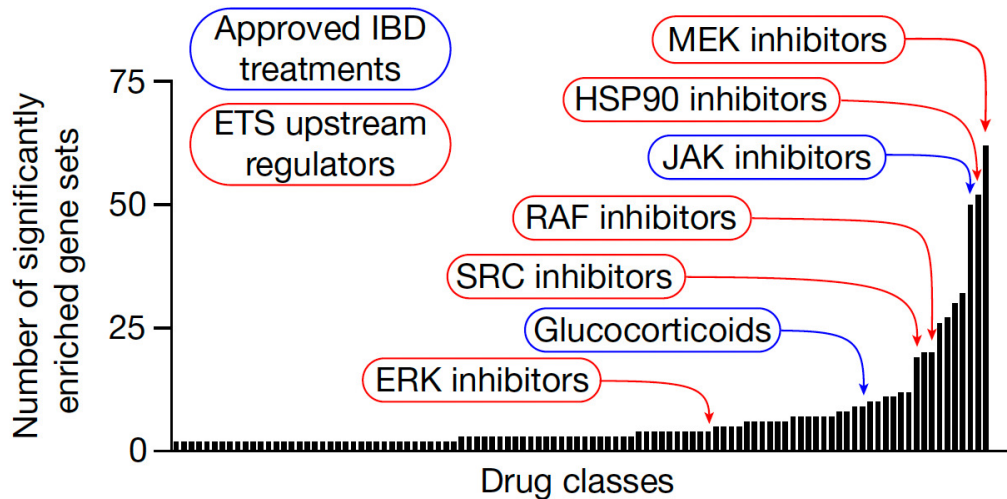 Approved IBD
treatments
ETS upstream
regulators
MEK inhibitors
HSP90 inhibitors
JAK inhibitors
RAF inhibitors
SRC inhibitors
Glucocorticoids
ERK inhibitors
Number of significantly
enriched gene sets
75
50
25
0
Drug classes